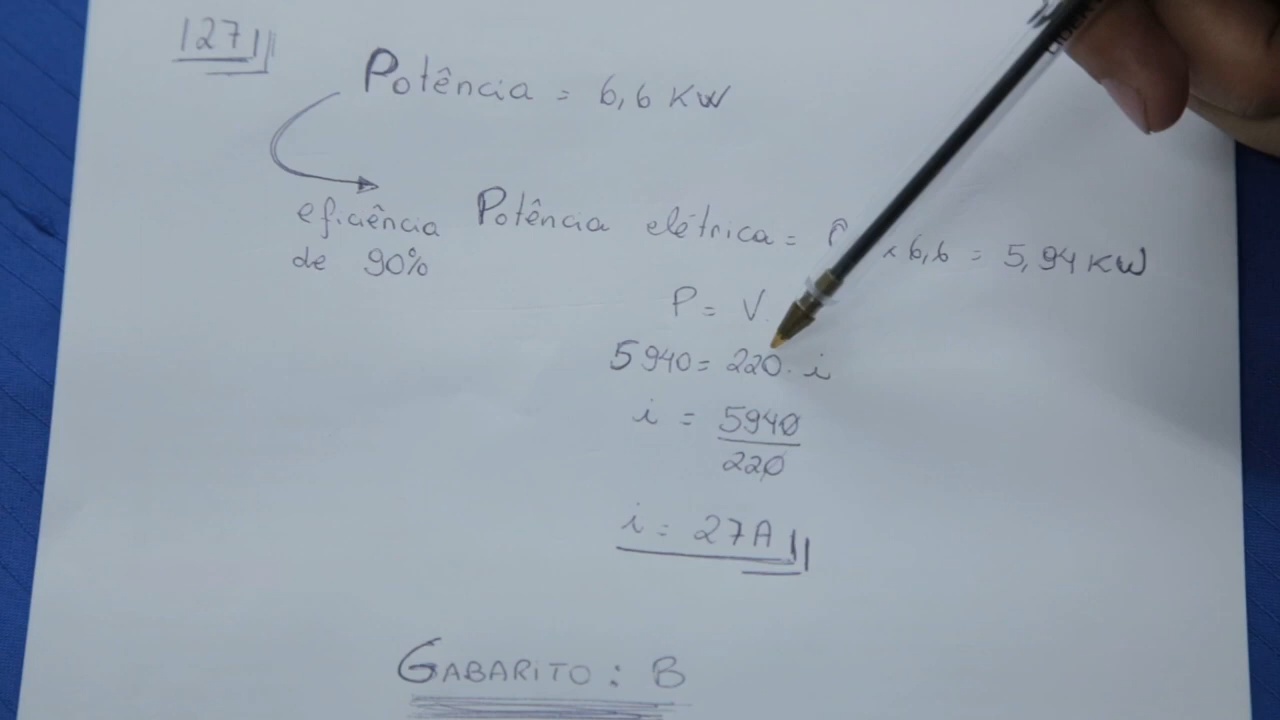 127
Potência = 6,6 KW
eficiência
de 90%
Potência elétrica = × 6,6 = 5,94 KW
P = V.
5940 = 220 . i
i = 5940
220
i = 27A
GABARITO : B